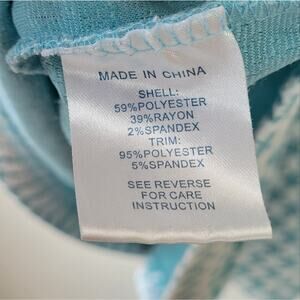 MADE IN CHINA
SHELL:
59%POLYESTER
39%RAYON
2%SPANDEX
TRIM:
95%POLYESTER
5%SPANDEX
SEE REVERSE
FOR CARE
INSTRUCTION